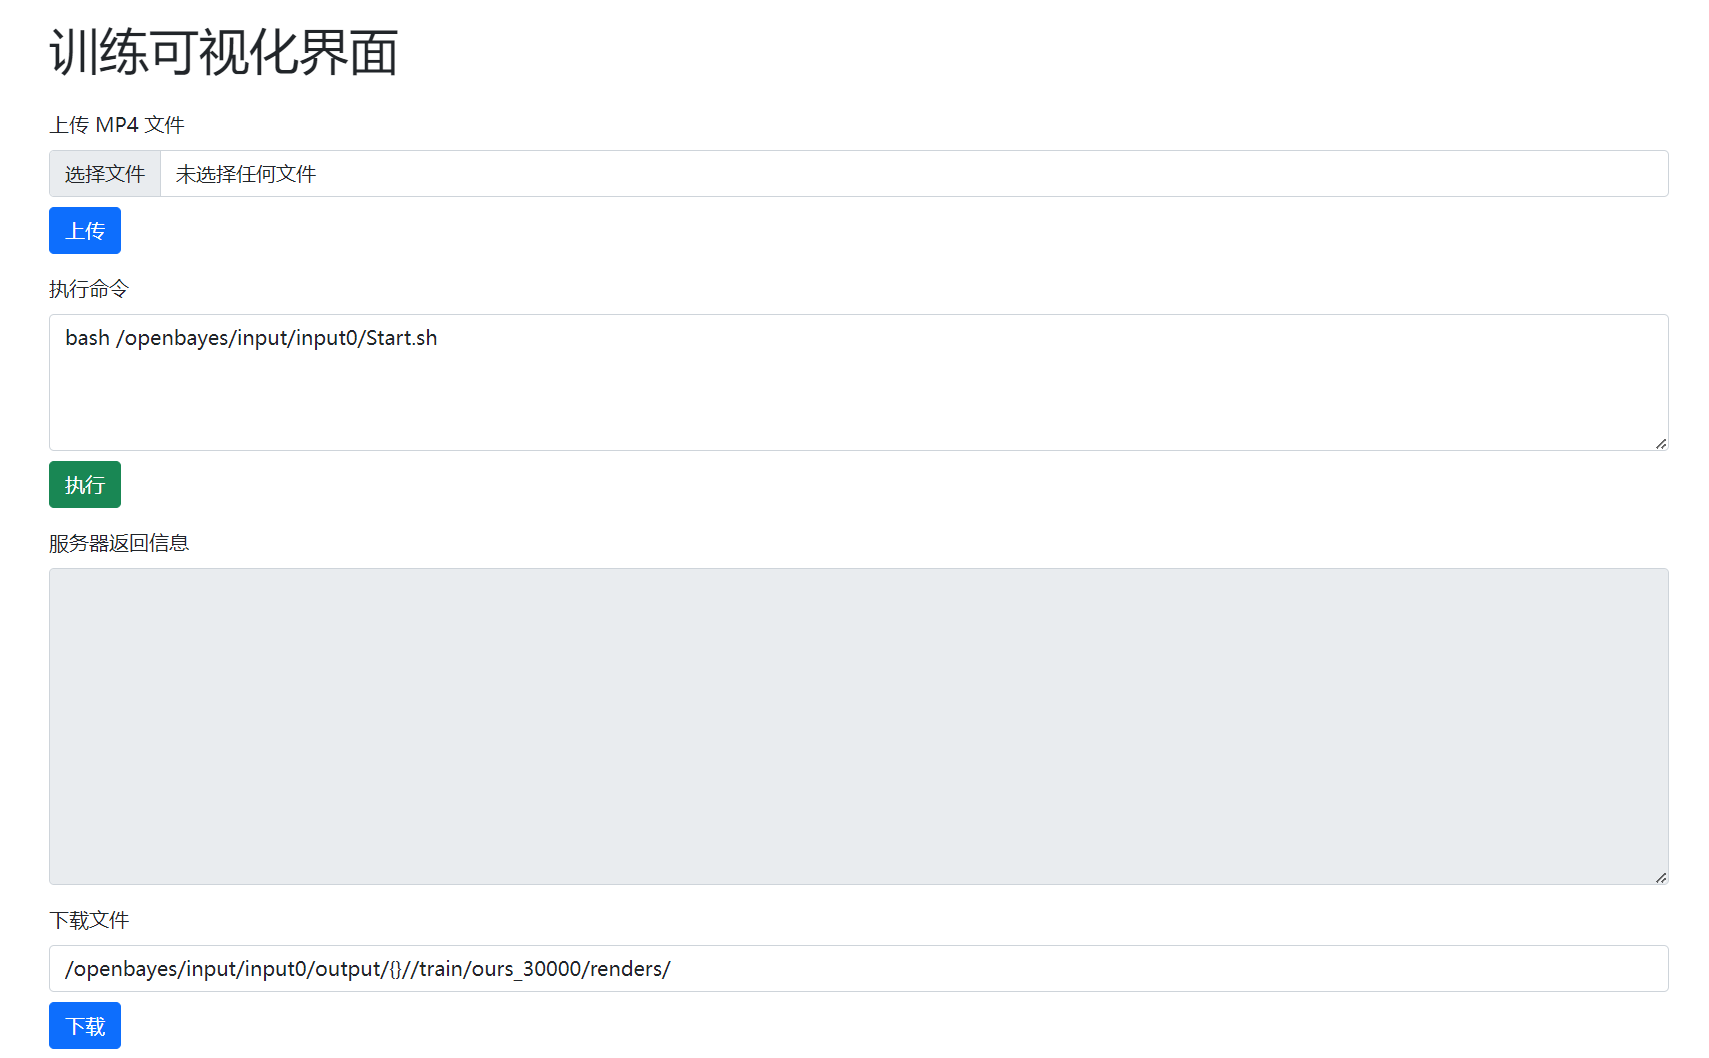 训练可视化界面
上传 MP4 文件
选择文件 未选择任何文件
上传
执行命令
bash /openbayes/input/input0/Start.sh
执行
服务器返回信息
下载文件
/openbayes/input/input0/output/{}//train/ours_30000/renders/
下载